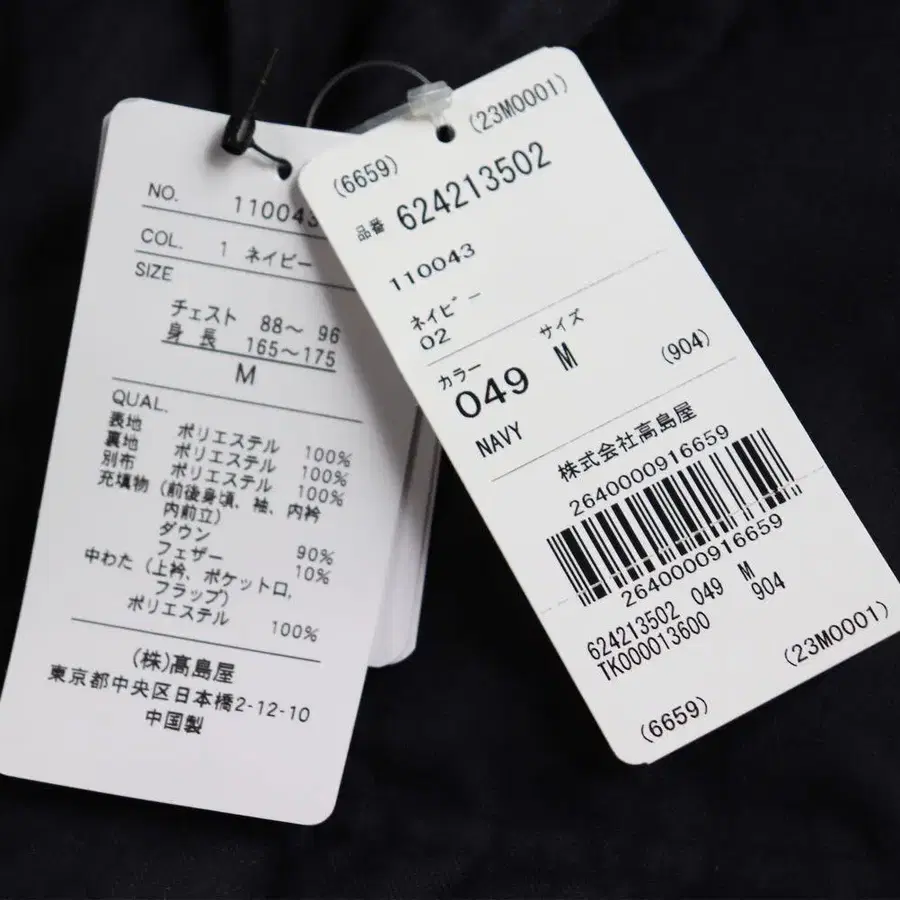 NO. 110043
COL. 1 ネイビー
SIZE
チェスト 88～ 96
身長 165～175
M
QUAL.
表地 ポリエステル 100%
裏地 ポリエステル 100%
別布 ポリエステル 100%
充填物 (前後身頃、袖、内衿
内前立)
ダウン 90%
フェザー 10%
中わた (上衿、ポケット口,
フラップ)
ポリエステル 100%
(株)髙島屋
東京都中央区日本橋2-12-10
中国製
(6659) (23M0001)
品番 624213502
110043
ネイビー
02
カラー サイズ
049 M (904)
NAVY
株式会社髙島屋
2640000916659
2640000916659
624213502 049 M
TK000013600 904
(6659) (23M0001)